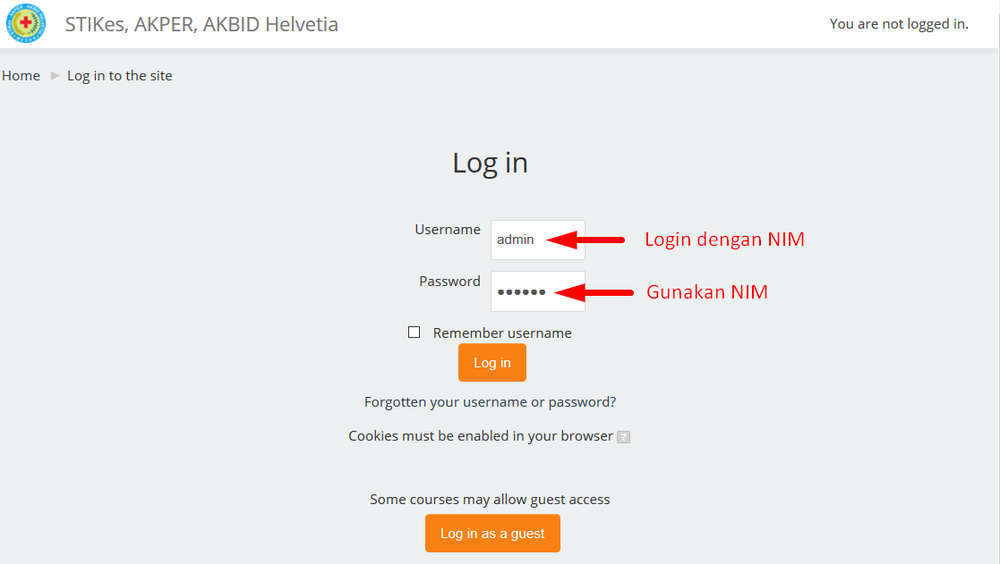 STIKes, AKPER, AKBID Helvetia
You are not logged in.
Home Log in to the site
Log in
Username admin Login dengan NIM
Password •••••• Gunakan NIM
Remember username
Log in
Forgotten your username or password?
Cookies must be enabled in your browser ?
Some courses may allow guest access
Log in as a guest